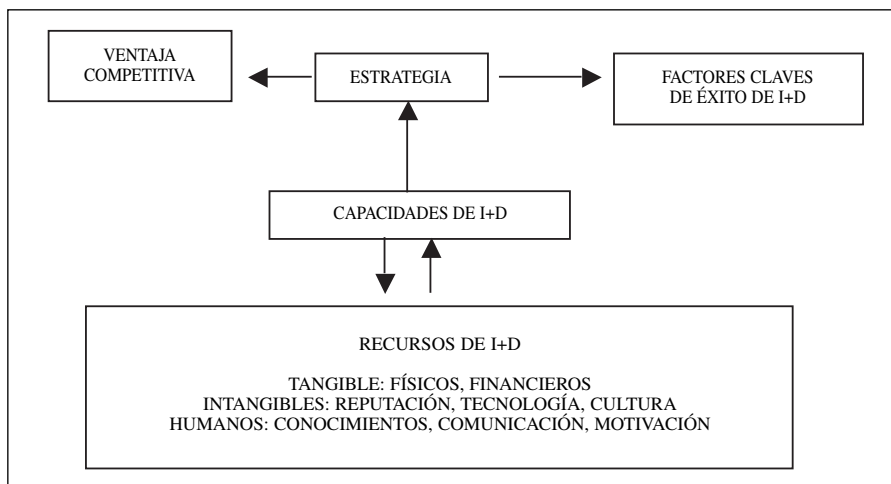 VENTAJA
COMPETITIVA
ESTRATEGIA
FACTORES CLAVES
DE ÉXITO DE I+D
CAPACIDADES DE I+D
RECURSOS DE I+D
TANGIBLE: FÍSICOS, FINANCIEROS
INTANGIBLES: REPUTACIÓN, TECNOLOGÍA, CULTURA
HUMANOS: CONOCIMIENTOS, COMUNICACIÓN, MOTIVACIÓN